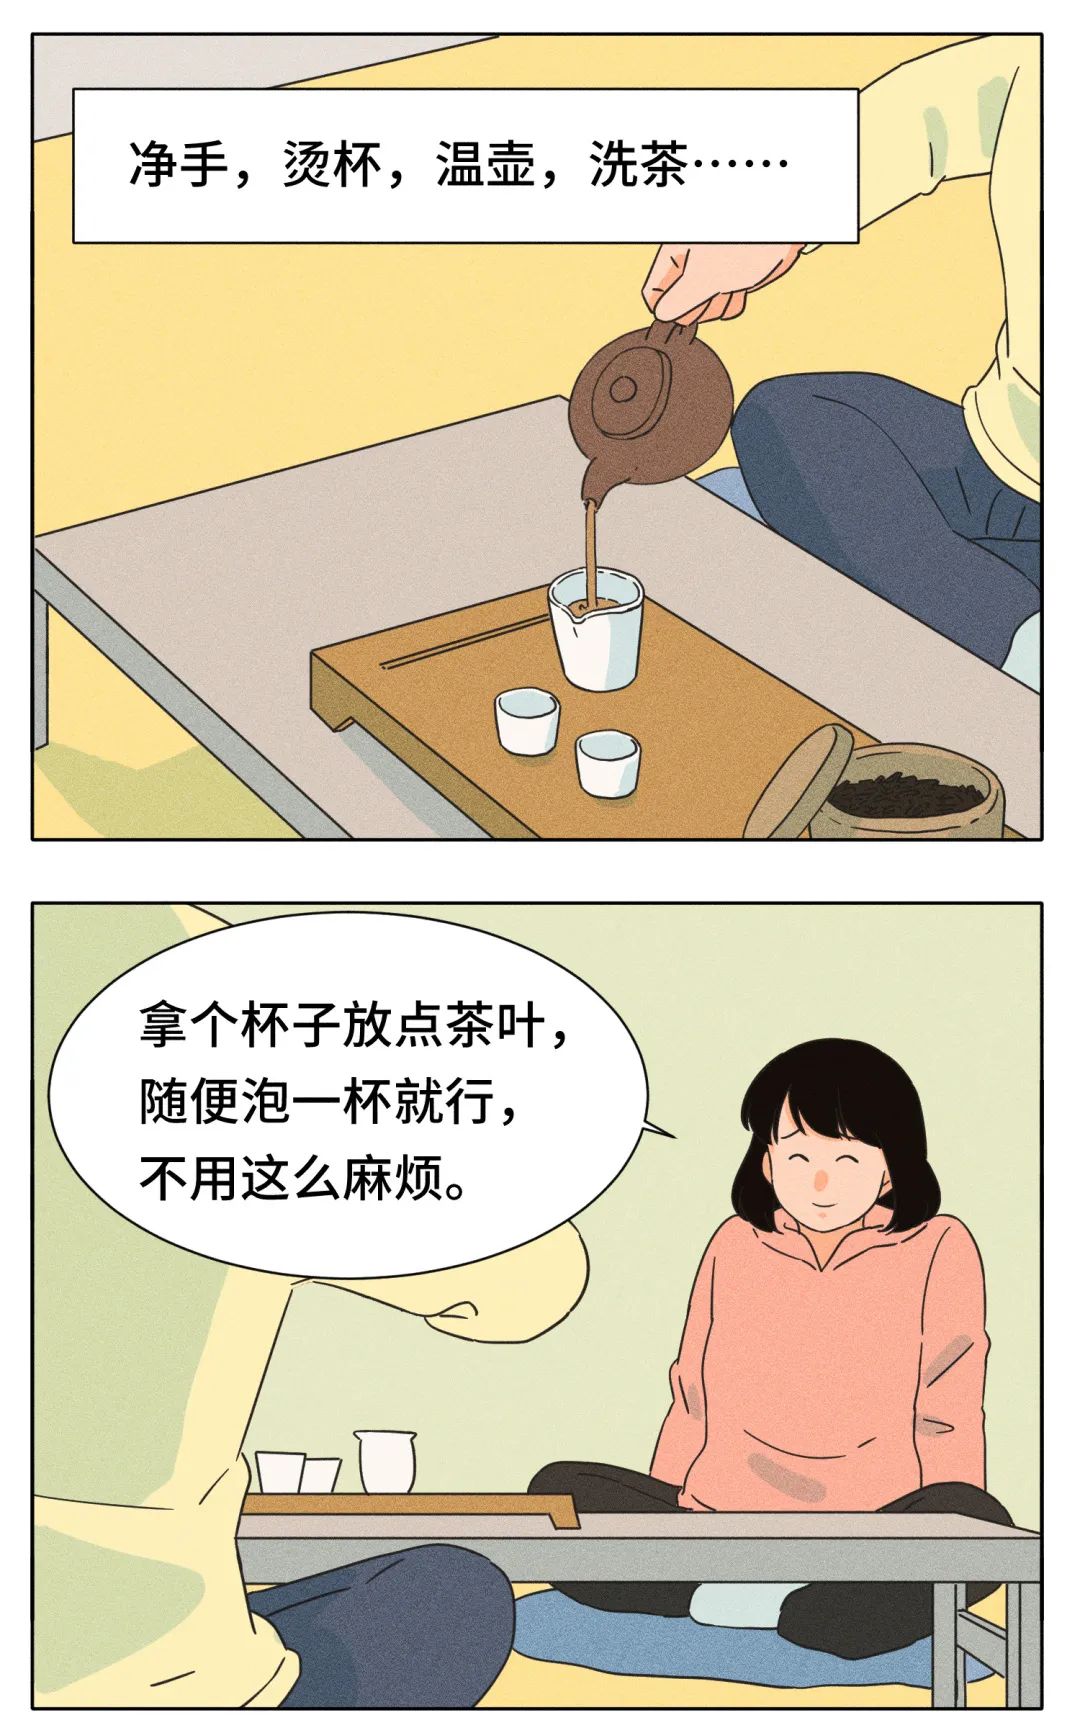 净手，烫杯，温壶，洗茶……
拿个杯子放点茶叶，
随便泡一杯就行，
不用这么麻烦。